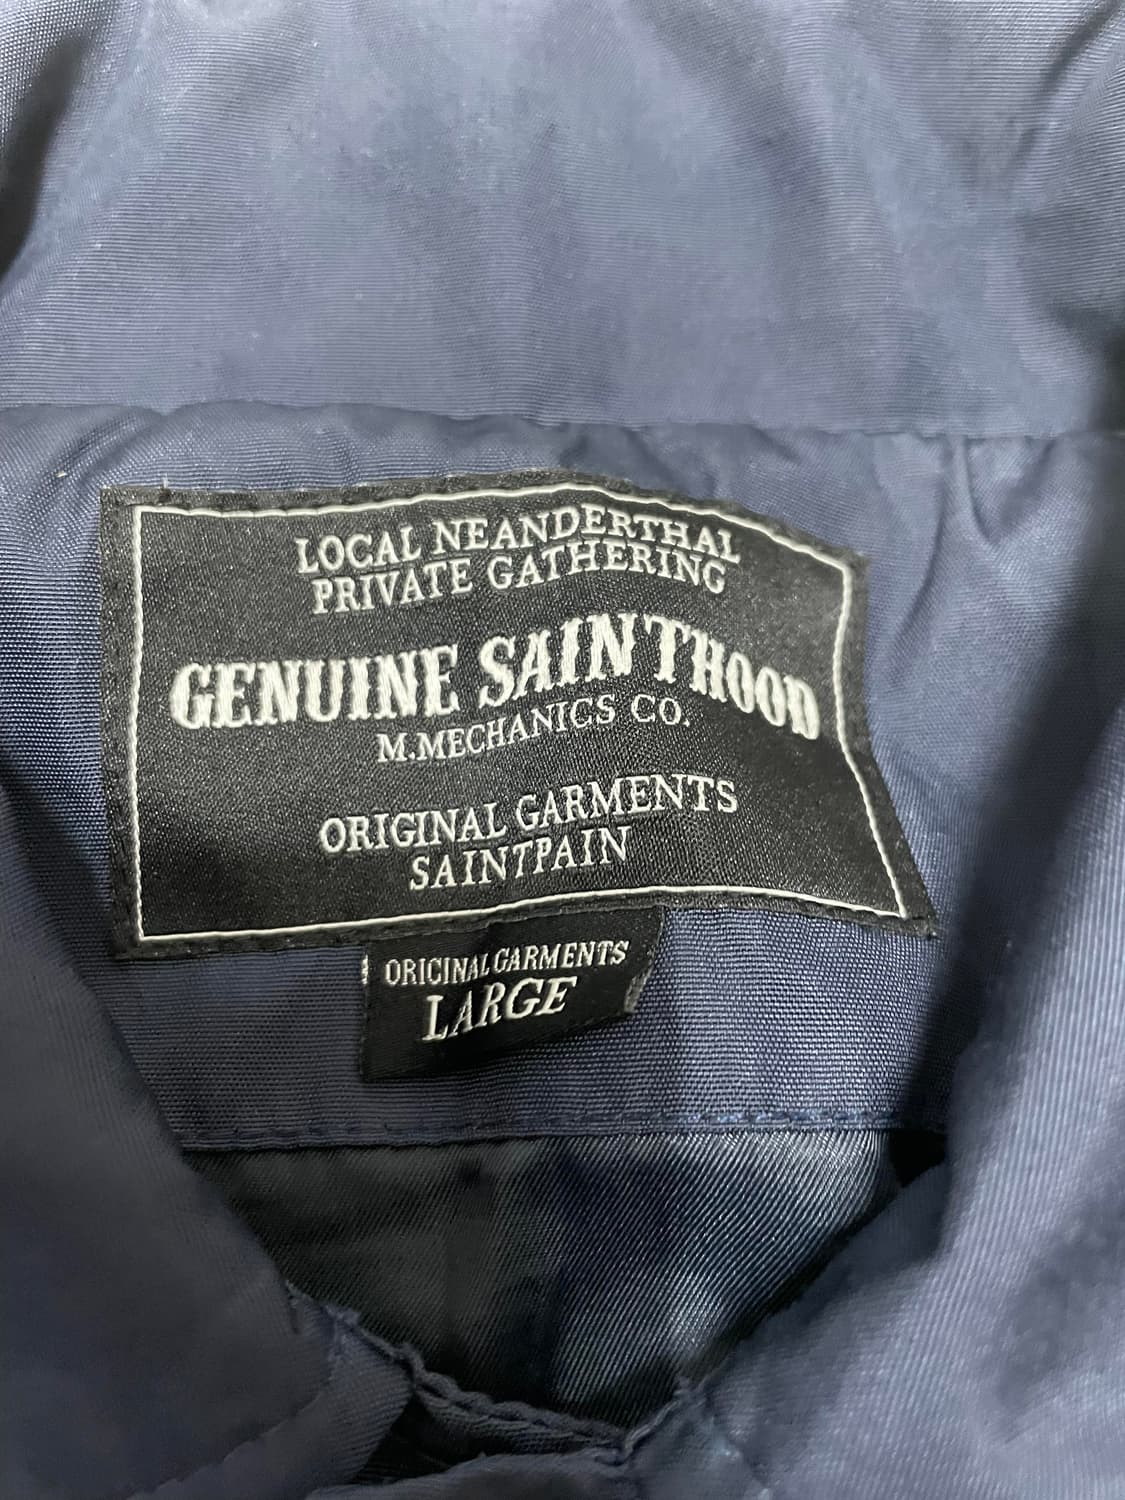 LOCAL NEANDERTHAL
PRIVATE GATHERING
GENUINE SAINTHOOD
M.MECHANICS CO.
ORIGINAL GARMENTS
SAINTPAIN
ORIGINAL GARMENTS
LARGE